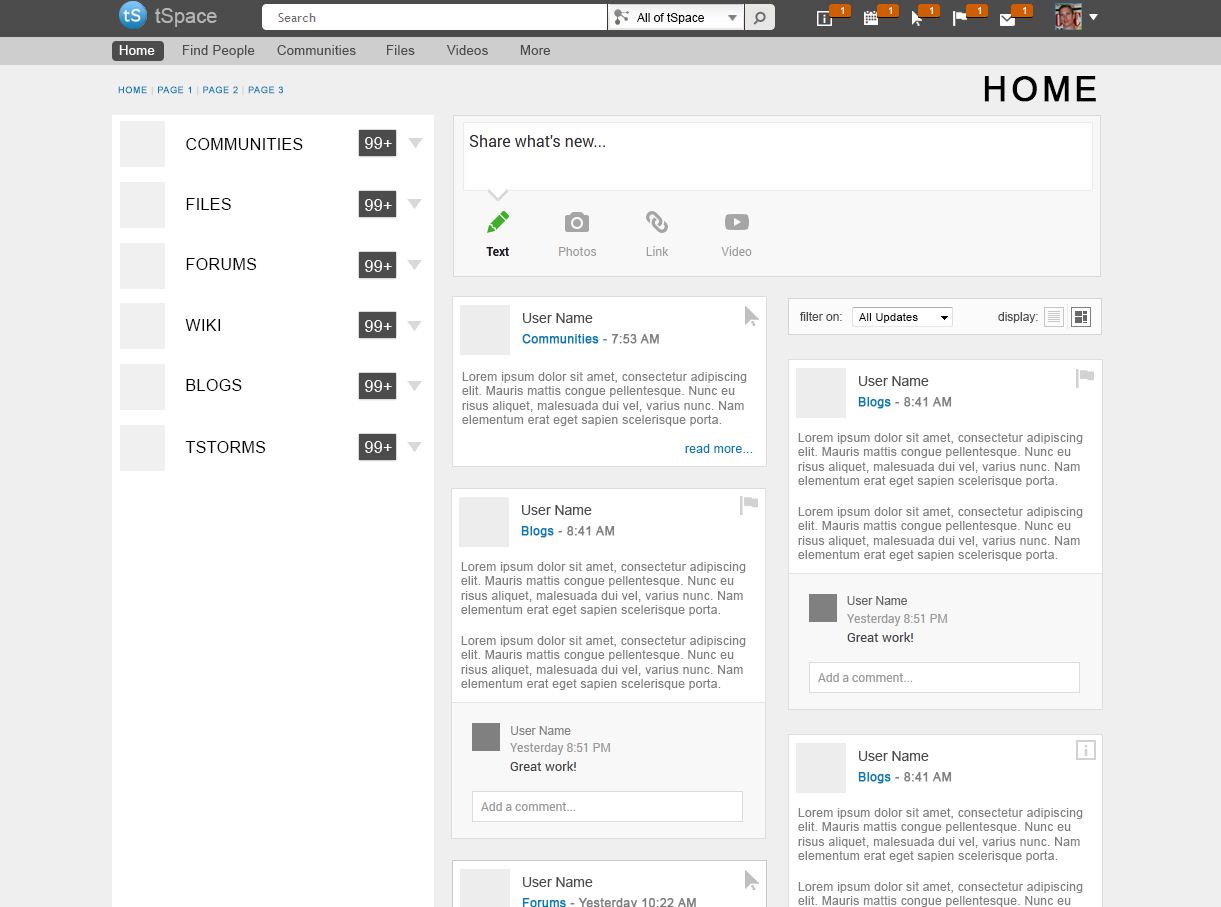 tS tSpace
Search
All of tSpace
1
1
1
1
1
Home
Find People
Communities
Files
Videos
More
HOME | PAGE 1 | PAGE 2 | PAGE 3
HOME
COMMUNITIES
99+
FILES
99+
FORUMS
99+
WIKI
99+
BLOGS
99+
TSTORMS
99+
Share what's new...
Text
Photos
Link
Video
User Name
Communities - 7:53 AM
Lorem ipsum dolor sit amet, consectetur adipiscing
elit. Mauris mattis congue pellentesque. Nunc eu
risus aliquet, malesuada dui vel, varius nunc. Nam
elementum erat eget sapien scelerisque porta.
read more...
User Name
Blogs - 8:41 AM
Lorem ipsum dolor sit amet, consectetur adipiscing
elit. Mauris mattis congue pellentesque. Nunc eu
risus aliquet, malesuada dui vel, varius nunc. Nam
elementum erat eget sapien scelerisque porta.
Lorem ipsum dolor sit amet, consectetur adipiscing
elit. Mauris mattis congue pellentesque. Nunc eu
risus aliquet, malesuada dui vel, varius nunc. Nam
elementum erat eget sapien scelerisque porta.
User Name
Yesterday 8:51 PM
Great work!
Add a comment...
User Name
Forums - Yesterday 10:22 AM
filter on:
All Updates
display:
User Name
Blogs - 8:41 AM
Lorem ipsum dolor sit amet, consectetur adipiscing
elit. Mauris mattis congue pellentesque. Nunc eu
risus aliquet, malesuada dui vel, varius nunc. Nam
elementum erat eget sapien scelerisque porta.
Lorem ipsum dolor sit amet, consectetur adipiscing
elit. Mauris mattis congue pellentesque. Nunc eu
risus aliquet, malesuada dui vel, varius nunc. Nam
elementum erat eget sapien scelerisque porta.
User Name
Yesterday 8:51 PM
Great work!
Add a comment...
User Name
Blogs - 8:41 AM
Lorem ipsum dolor sit amet, consectetur adipiscing
elit. Mauris mattis congue pellentesque. Nunc eu
risus aliquet, malesuada dui vel, varius nunc. Nam
elementum erat eget sapien scelerisque porta.
Lorem ipsum dolor sit amet, consectetur adipiscing
elit. Mauris mattis congue pellentesque. Nunc eu